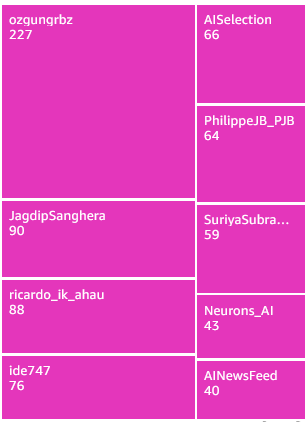 ozgungrbz
227
JagdipSanghera
90
ricardo_ik_ahau
88
ide747
76
AISelection
66
PhilippeJB_PJB
64
SuriyaSubra...
59
Neurons_AI
43
AINewsFeed
40